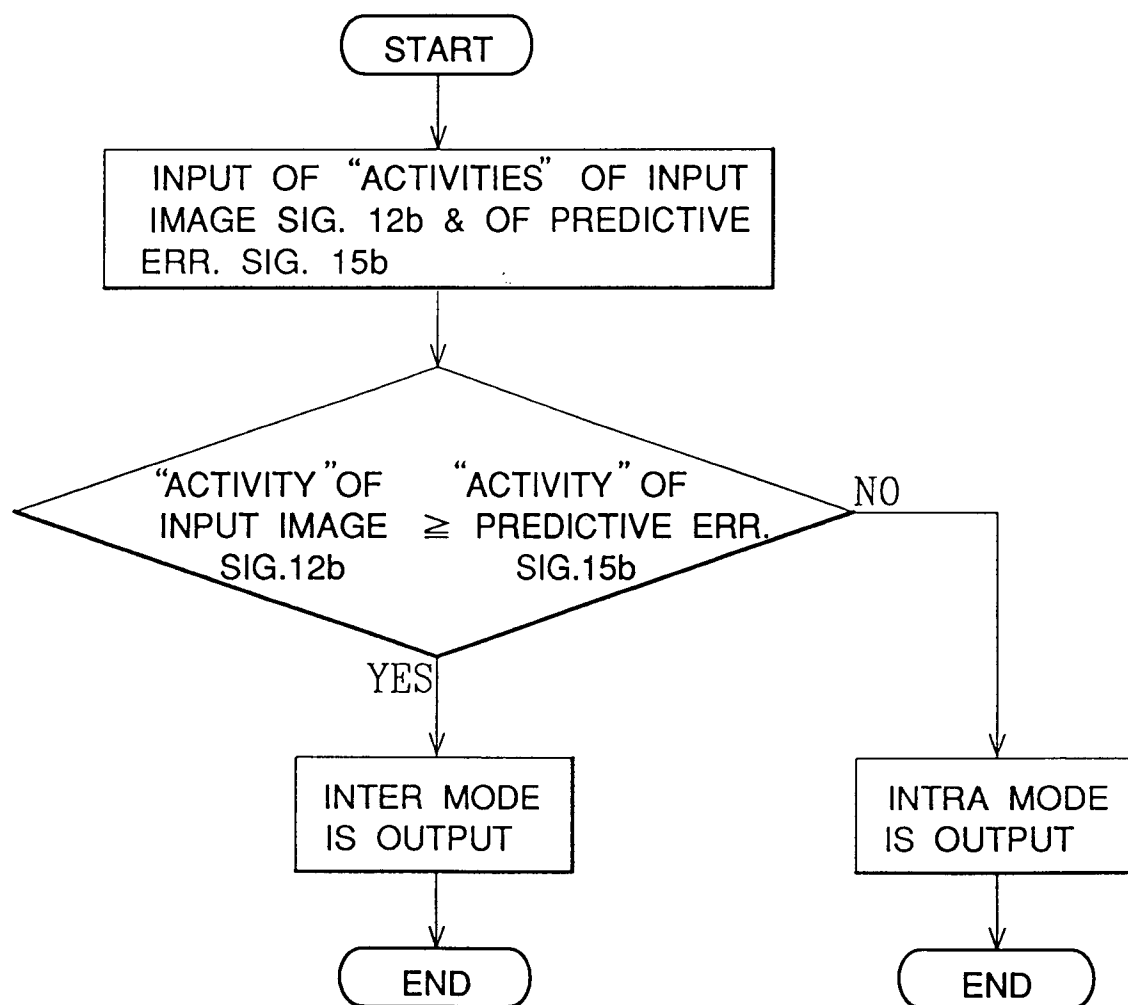 START
INPUT OF “ACTIVITIES” OF INPUT
IMAGE SIG. 12b & OF PREDICTIVE
ERR. SIG. 15b
“ACTIVITY”OF “ACTIVITY” OF
INPUT IMAGE ≧ PREDICTIVE ERR.
SIG.12b SIG.15b
NO
YES
INTER MODE
IS OUTPUT
INTRA MODE
IS OUTPUT
END
END